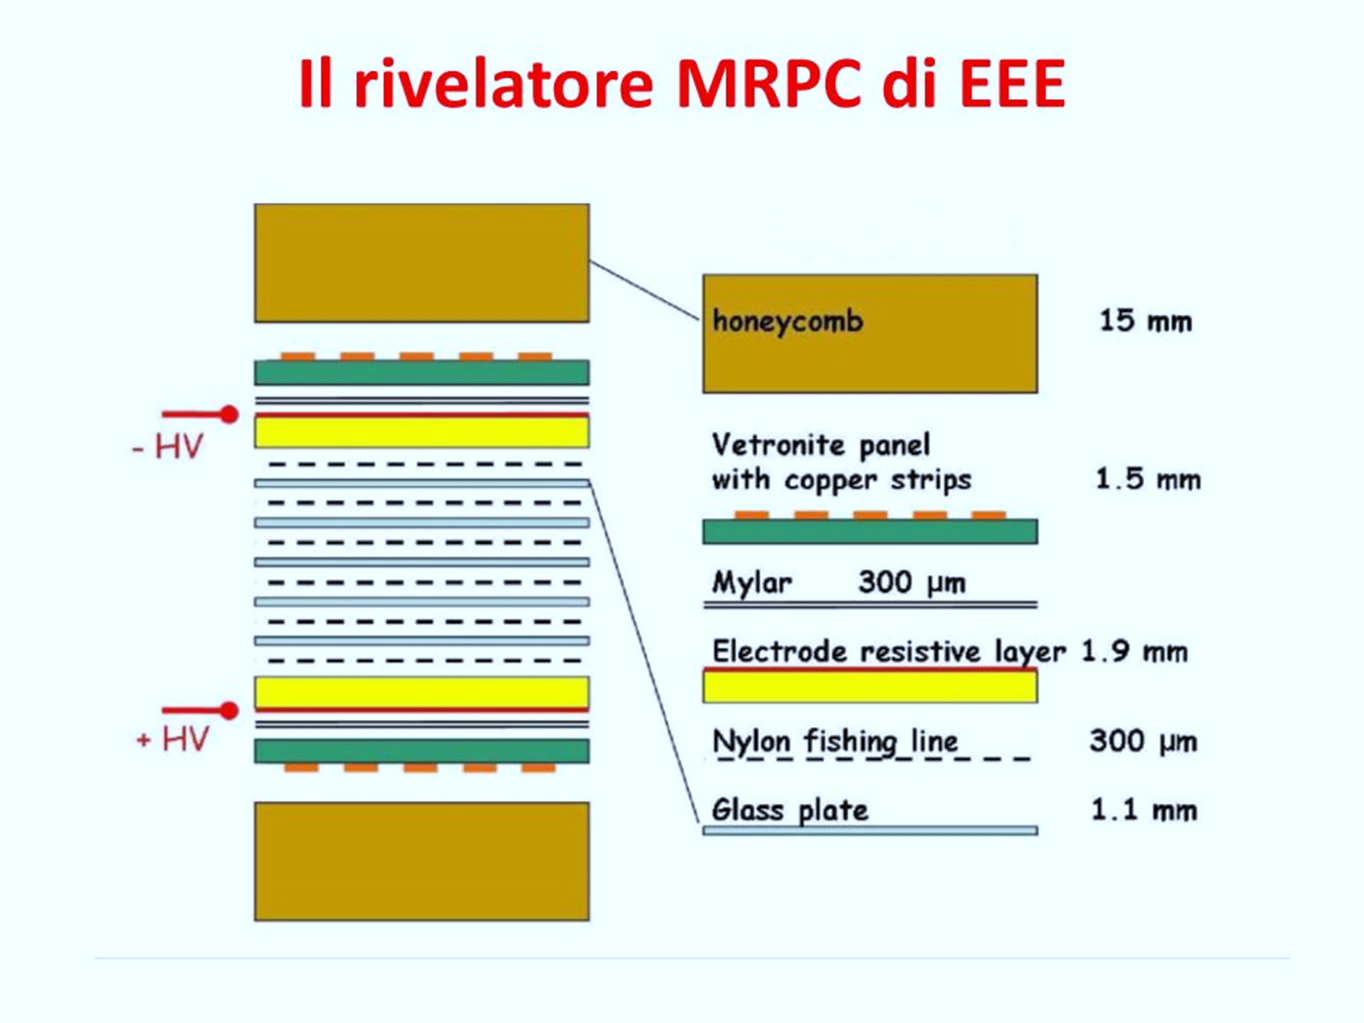 Il rivelatore MRPC di EEE
honeycomb 15 mm
- HV
Vetronite panel
with copper strips 1.5 mm
Mylar 300 μm
Electrode resistive layer 1.9 mm
+ HV
Nylon fishing line 300 μm
Glass plate 1.1 mm